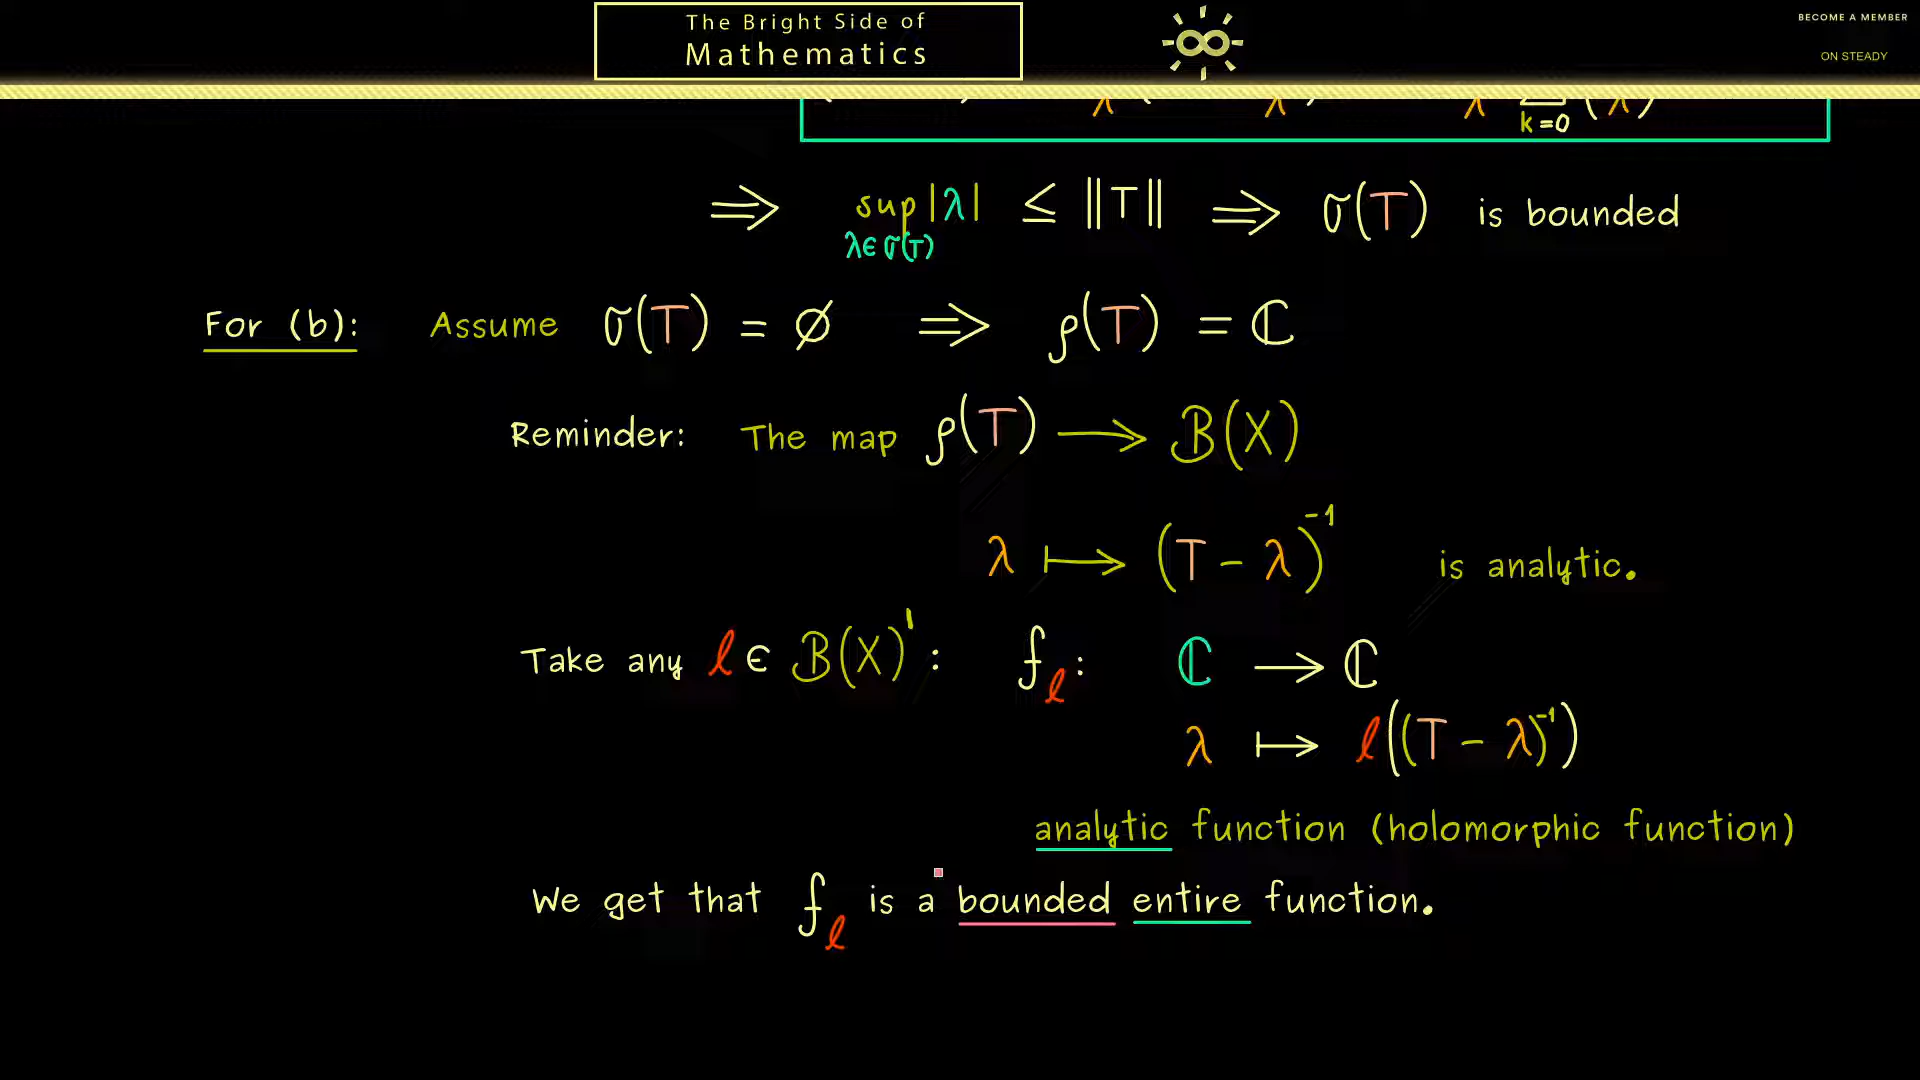 The Bright Side of
Mathematics
BECOME A MEMBER
ON STEADY
λ λ λ k=0 (λ)
⟹ sup |λ| ≤ ||T|| ⟹ σ(T) is bounded
λ∈σ(T)
For (b): Assume σ(T) = ∅ ⟹ ρ(T) = ℂ
Reminder: The map ρ(T) ⟶ B(X)
λ ⟼ (T - λ)⁻¹ is analytic.
Take any ℓ ∈ B(X)' : f_ℓ : ℂ ⟶ ℂ
λ ⟼ ℓ((T - λ)⁻¹)
analytic function (holomorphic function)
We get that f_ℓ is a bounded entire function.